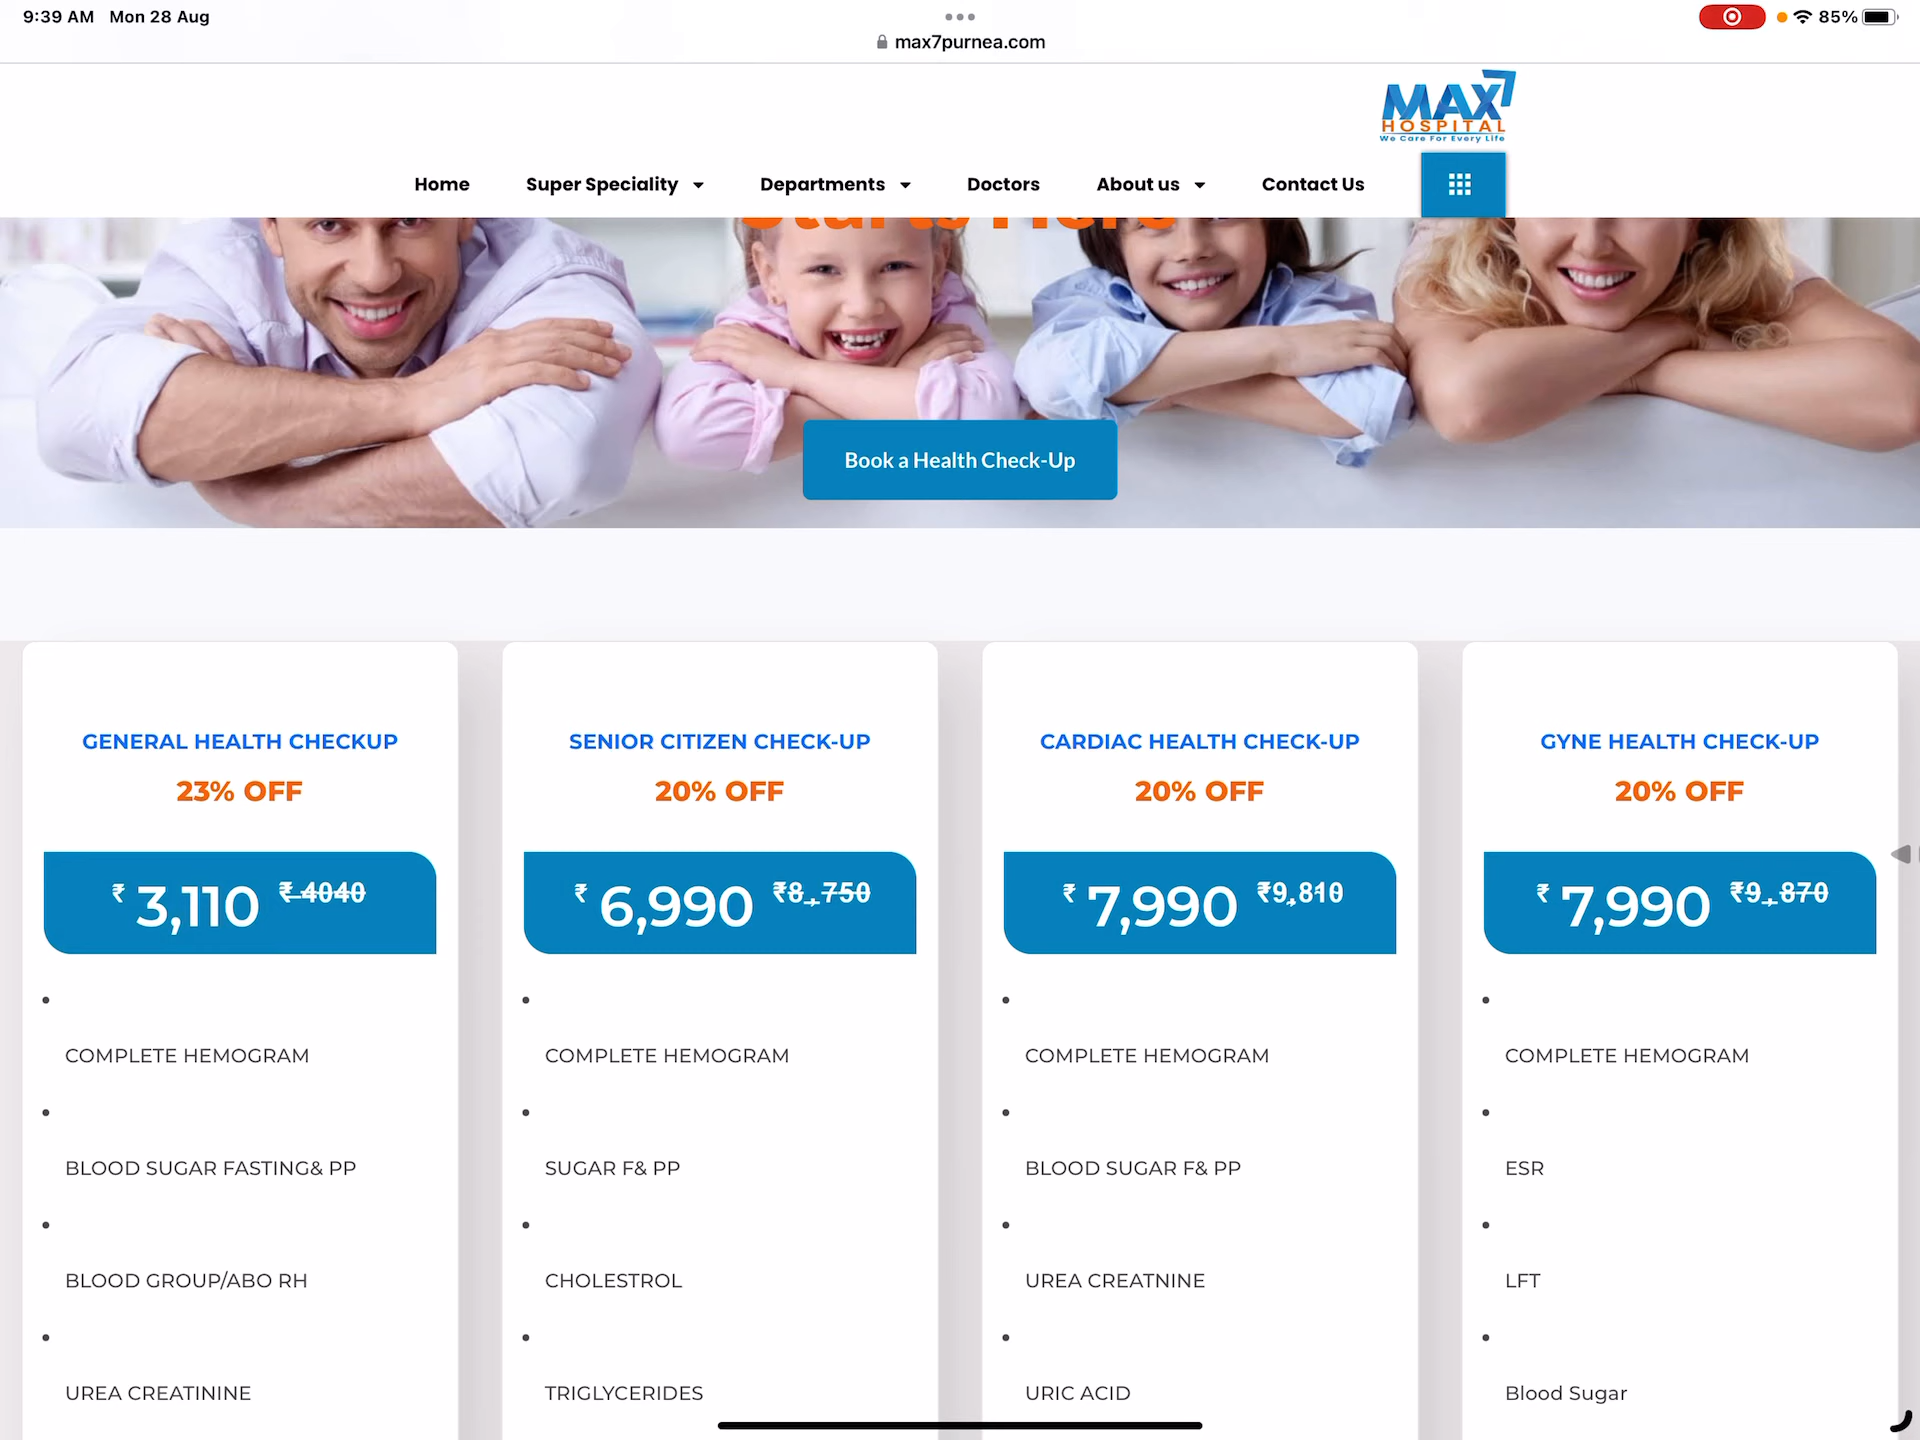 9:39 AM Mon 28 Aug
85%
max7purnea.com
MAX7
HOSPITAL
We Care For Every Life
Home Super Speciality Departments Doctors About us Contact Us
Starts Here
Book a Health Check-Up
GENERAL HEALTH CHECKUP
23% OFF
₹ 3,110 ₹ 4040
COMPLETE HEMOGRAM
BLOOD SUGAR FASTING& PP
BLOOD GROUP/ABO RH
UREA CREATININE
SENIOR CITIZEN CHECK-UP
20% OFF
₹ 6,990 ₹8,,750
COMPLETE HEMOGRAM
SUGAR F& PP
CHOLESTROL
TRIGLYCERIDES
CARDIAC HEALTH CHECK-UP
20% OFF
₹ 7,990 ₹9,810
COMPLETE HEMOGRAM
BLOOD SUGAR F& PP
UREA CREATNINE
URIC ACID
GYNE HEALTH CHECK-UP
20% OFF
₹ 7,990 ₹9,,870
COMPLETE HEMOGRAM
ESR
LFT
Blood Sugar